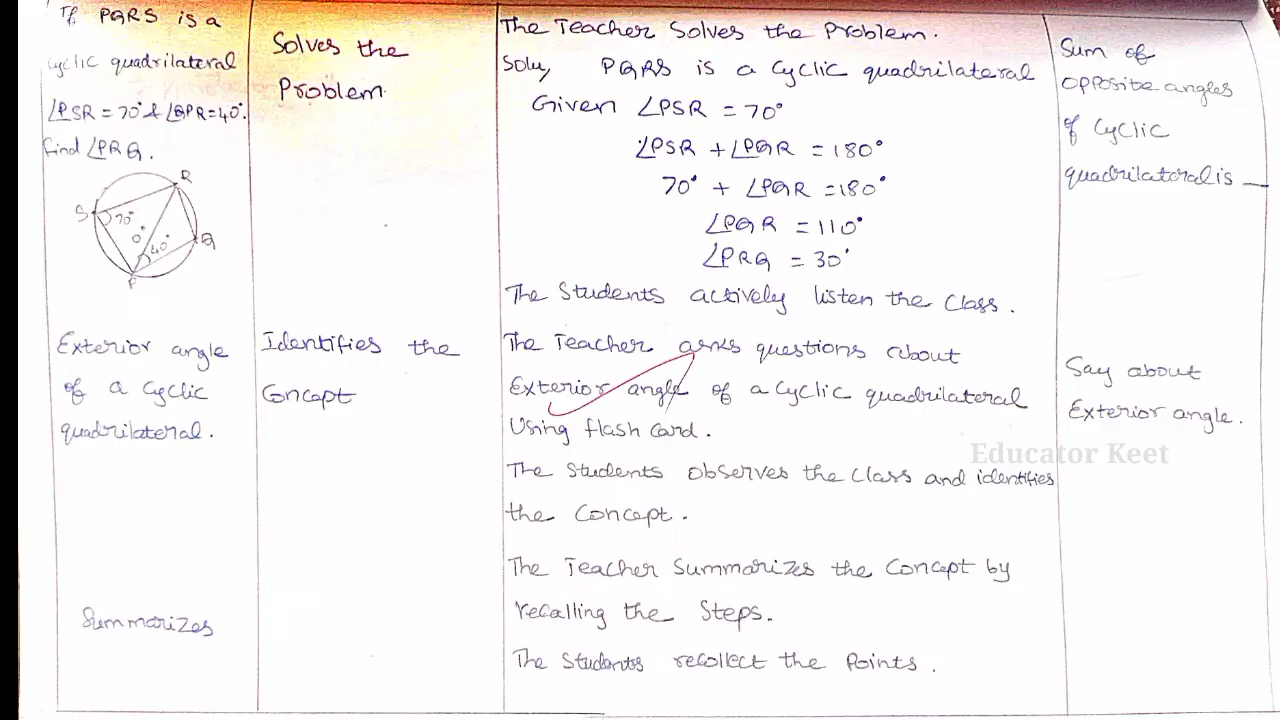 If PQRS is a
cyclic quadrilateral
∠PSR = 70° & ∠QPR = 40°.
find ∠PRQ.
R
S
70°
0°
40°
Q
P
Exterior angle
of a cyclic
quadrilateral.
Summarizes
Solves the
Problem.
Identifies the
Concept
The Teacher Solves the Problem.
Soln, PQRS is a cyclic quadrilateral
Given ∠PSR = 70°
∠PSR + ∠PQR = 180°
70° + ∠PQR = 180°
∠PQR = 110°
∠PRQ = 30°
The Students actively listen the class.
The Teacher asks questions about
Exterior angle of a cyclic quadrilateral
Using flash card.
The Students observes the class and identifies
the concept.
The Teacher Summarizes the concept by
recalling the Steps.
The Students recollect the Points.
Sum of
opposite angles
of cyclic
quadrilateral is __
Say about
Exterior angle.
Educator Keet